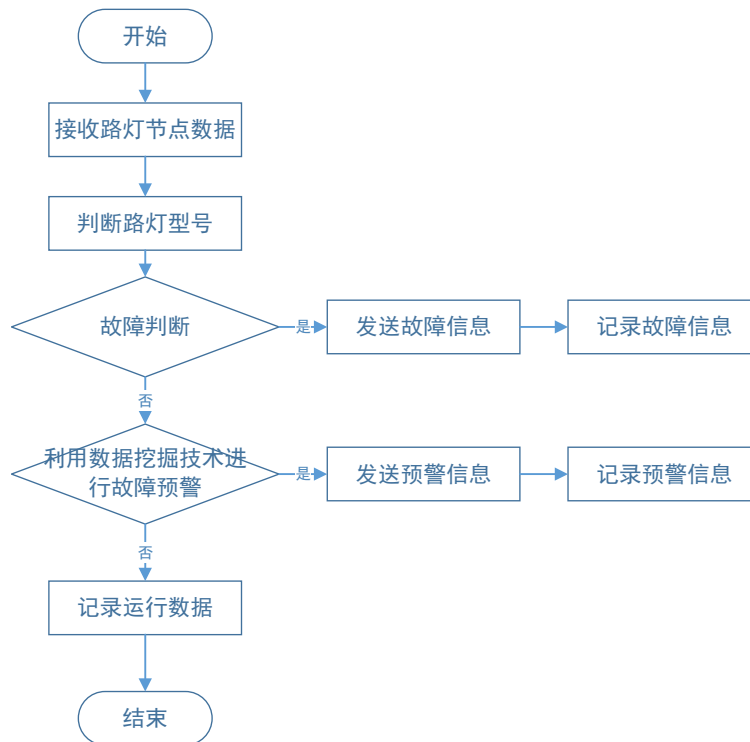 开始
接收路灯节点数据
判断路灯型号
故障判断
是
发送故障信息
记录故障信息
否
利用数据挖掘技术进
行故障预警
是
发送预警信息
记录预警信息
否
记录运行数据
结束